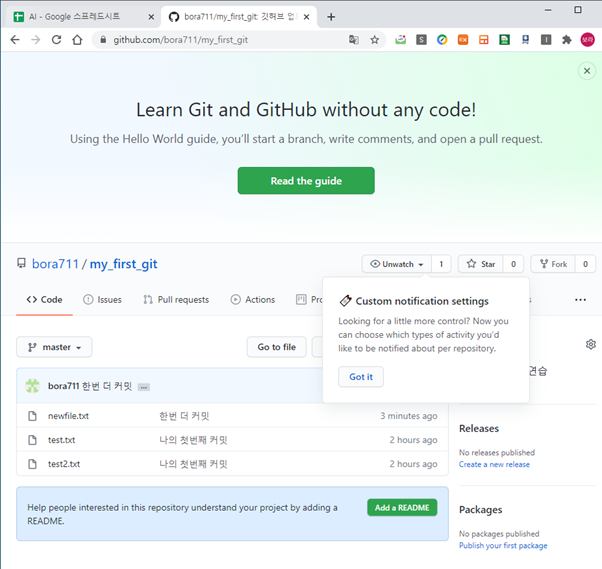 AI - Google 스프레드시트
bora711/my_first_git: 깃허브 연
github.com/bora711/my_first_git
보라
Learn Git and GitHub without any code!
Using the Hello World guide, you'll start a branch, write comments, and open a pull request.
Read the guide
bora711 / my_first_git
Unwatch 1 Star 0 Fork 0
Code Issues Pull requests Actions Pro s
Custom notification settings
Looking for a little more control? Now you
can choose which types of activity you'd
like to be notified about per repository.
Got it
master Go to file
연습
bora711 한번 더 커밋
newfile.txt 한번 더 커밋 3 minutes ago
test.txt 나의 첫번째 커밋 2 hours ago
test2.txt 나의 첫번째 커밋 2 hours ago
Releases
No releases published
Create a new release
Help people interested in this repository understand your project by adding a
README.
Add a README
Packages
No packages published
Publish your first package